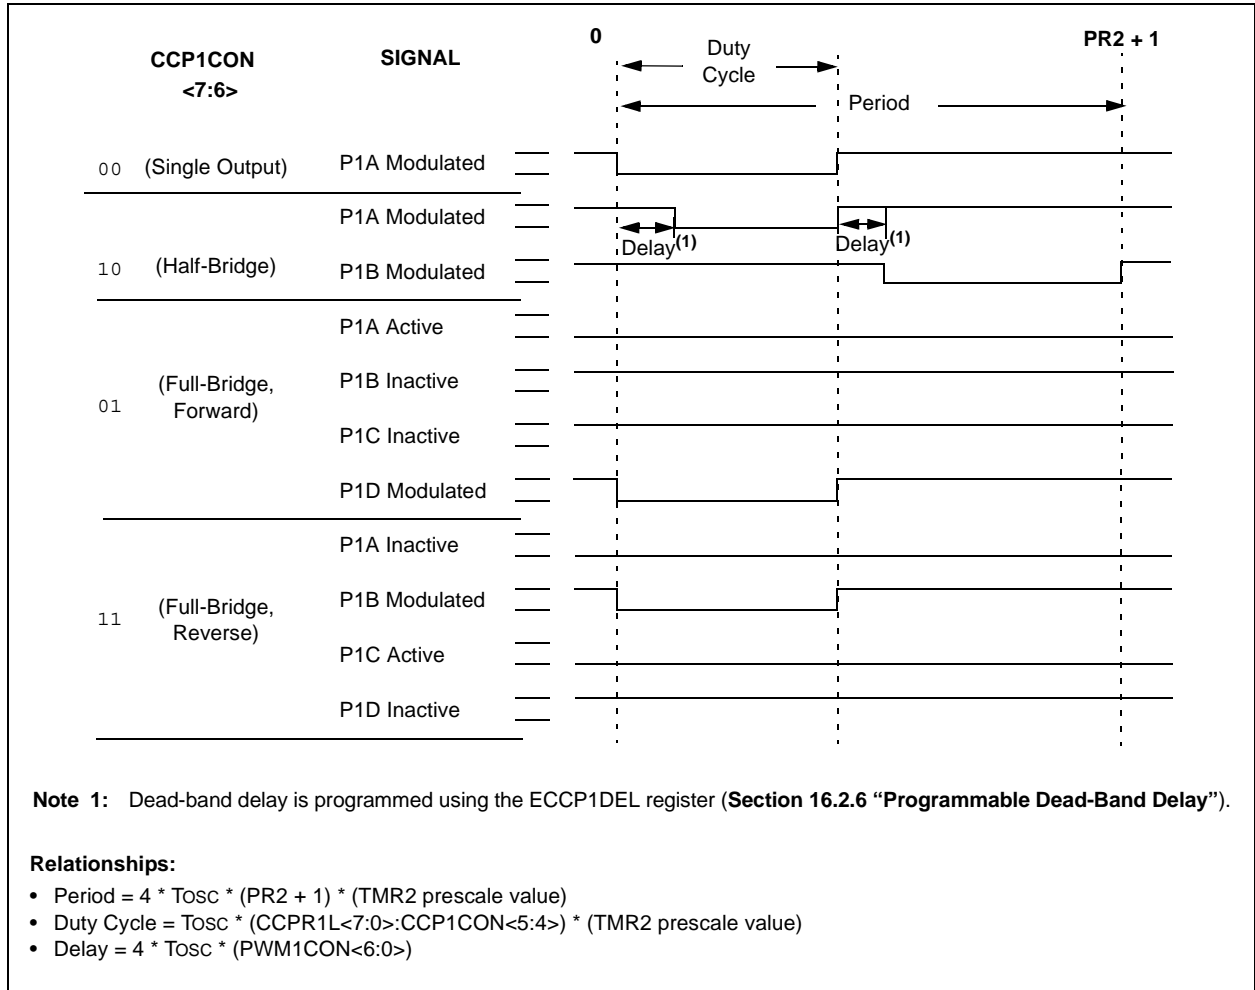 0
PR2 + 1
Duty
Cycle
CCP1CON
<7:6>
SIGNAL
Period
00 (Single Output) P1A Modulated
P1A Modulated
Delay(1) Delay(1)
10 (Half-Bridge) P1B Modulated
P1A Active
(Full-Bridge,
Forward)
01
P1B Inactive
P1C Inactive
P1D Modulated
P1A Inactive
11
(Full-Bridge,
Reverse)
P1B Modulated
P1C Active
P1D Inactive
Note 1: Dead-band delay is programmed using the ECCP1DEL register (Section 16.2.6 “Programmable Dead-Band Delay”).
Relationships:
• Period = 4 * TOSC * (PR2 + 1) * (TMR2 prescale value)
• Duty Cycle = TOSC * (CCPR1L<7:0>:CCP1CON<5:4>) * (TMR2 prescale value)
• Delay = 4 * TOSC * (PWM1CON<6:0>)